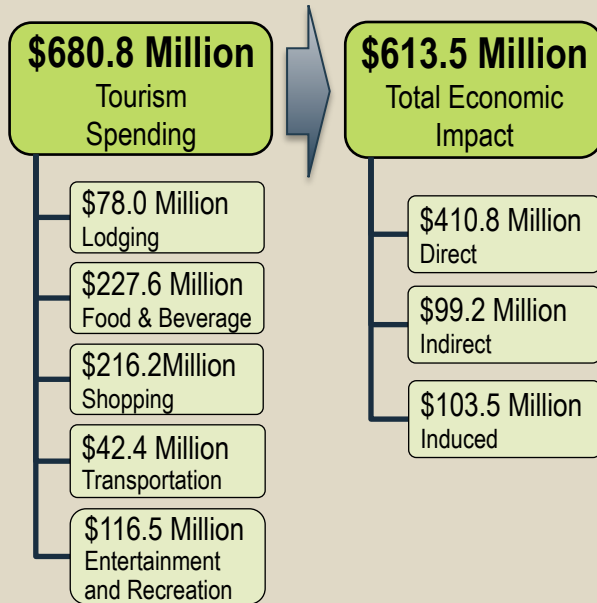 $680.8 Million
Tourism
Spending
$78.0 Million
Lodging
$227.6 Million
Food & Beverage
$216.2Million
Shopping
$42.4 Million
Transportation
$116.5 Million
Entertainment
and Recreation
$613.5 Million
Total Economic
Impact
$410.8 Million
Direct
$99.2 Million
Indirect
$103.5 Million
Induced